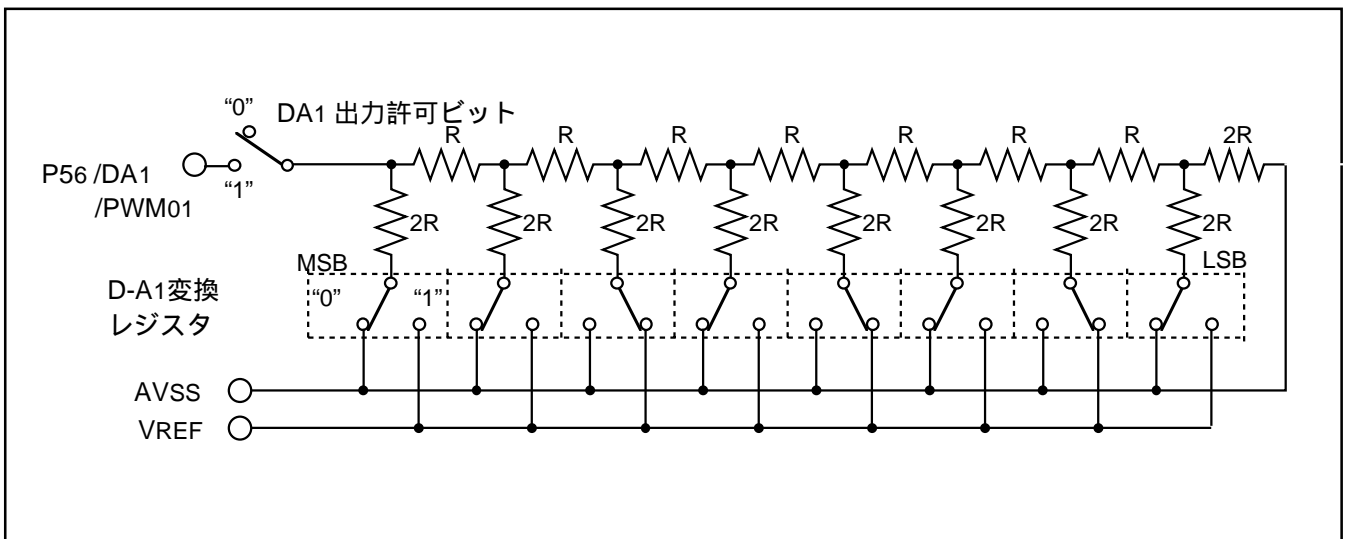 “0” DA1 出力許可ビット
R R R R R R R 2R
P56 /DA1
/PWM01
“1”
2R 2R 2R 2R 2R 2R 2R 2R
MSB LSB
D-A1変換
レジスタ
“0” “1”
AVSS
VREF